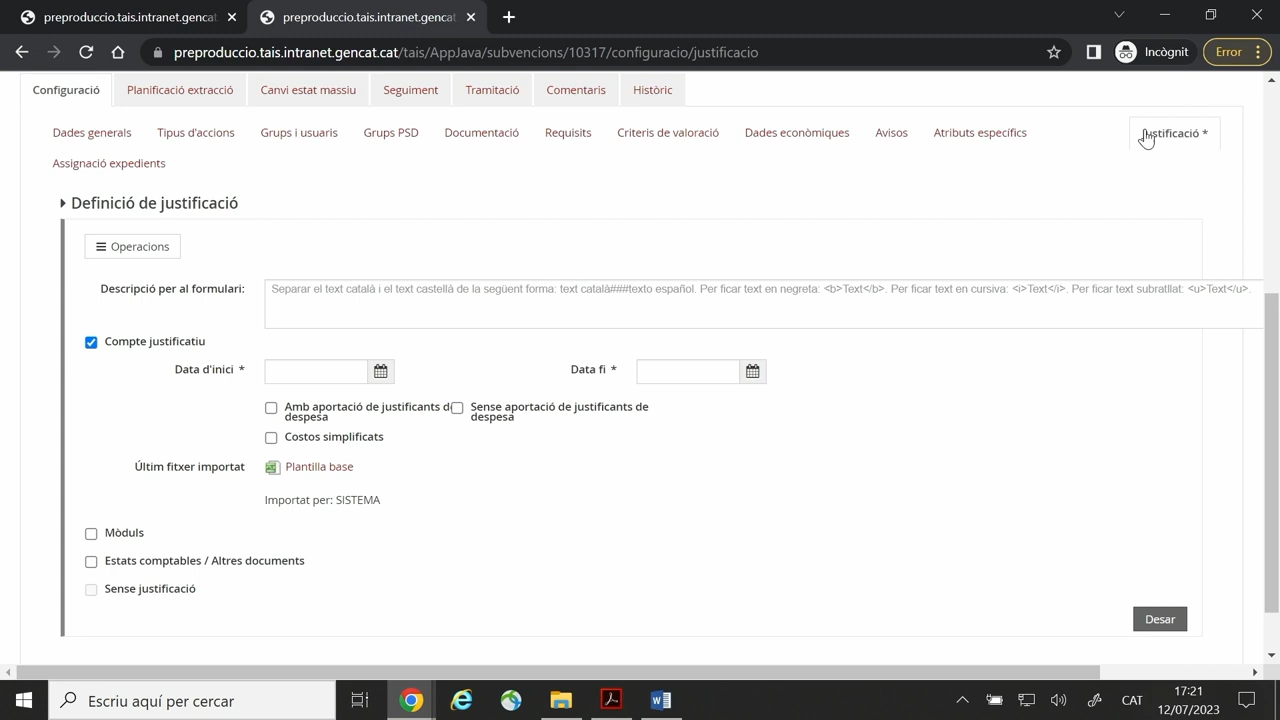 preproduccio.tais.intranet.gencat
preproduccio.tais.intranet.gencat
preproduccio.tais.intranet.gencat.cat/tais/AppJava/subvencions/10317/configuracio/justificacio
Incògnit
Error
Configuració
Planificació extracció
Canvi estat massiu
Seguiment
Tramitació
Comentaris
Històric
Dades generals
Tipus d'accions
Grups i usuaris
Grups PSD
Documentació
Requisits
Criteris de valoració
Dades econòmiques
Avisos
Atributs específics
Justificació *
Assignació expedients
Definició de justificació
Operacions
Descripció per al formulari:
Separar el text català i el text castellà de la següent forma: text català###texto español. Per ficar text en negreta: <b>Text</b>. Per ficar text en cursiva: <i>Text</i>. Per ficar text subratllat: <u>Text</u>.
Compte justificatiu
Data d'inici *
Data fi *
Amb aportació de justificants de
despesa
Sense aportació de justificants de
despesa
Costos simplificats
Últim fitxer importat
Plantilla base
Importat per: SISTEMA
Mòduls
Estats comptables / Altres documents
Sense justificació
Desar
Escriu aquí per cercar
CAT
17:21
12/07/2023